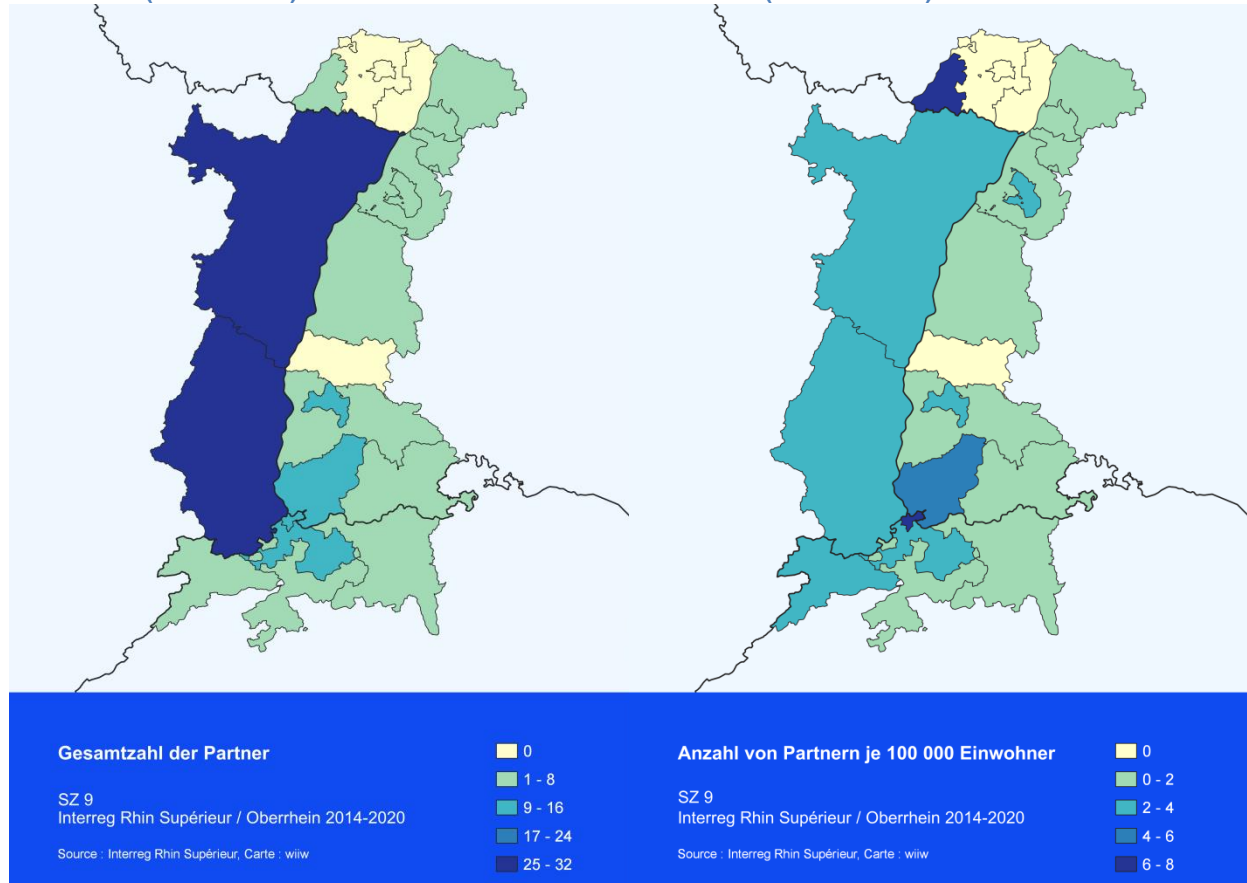 Gesamtzahl der Partner
SZ 9
Interreg Rhin Supérieur / Oberrhein 2014-2020
Source : Interreg Rhin Supérieur, Carte : wiiw
0
1 - 8
9 - 16
17 - 24
25 - 32
Anzahl von Partnern je 100 000 Einwohner
SZ 9
Interreg Rhin Supérieur / Oberrhein 2014-2020
Source : Interreg Rhin Supérieur, Carte : wiiw
0
0 - 2
2 - 4
4 - 6
6 - 8